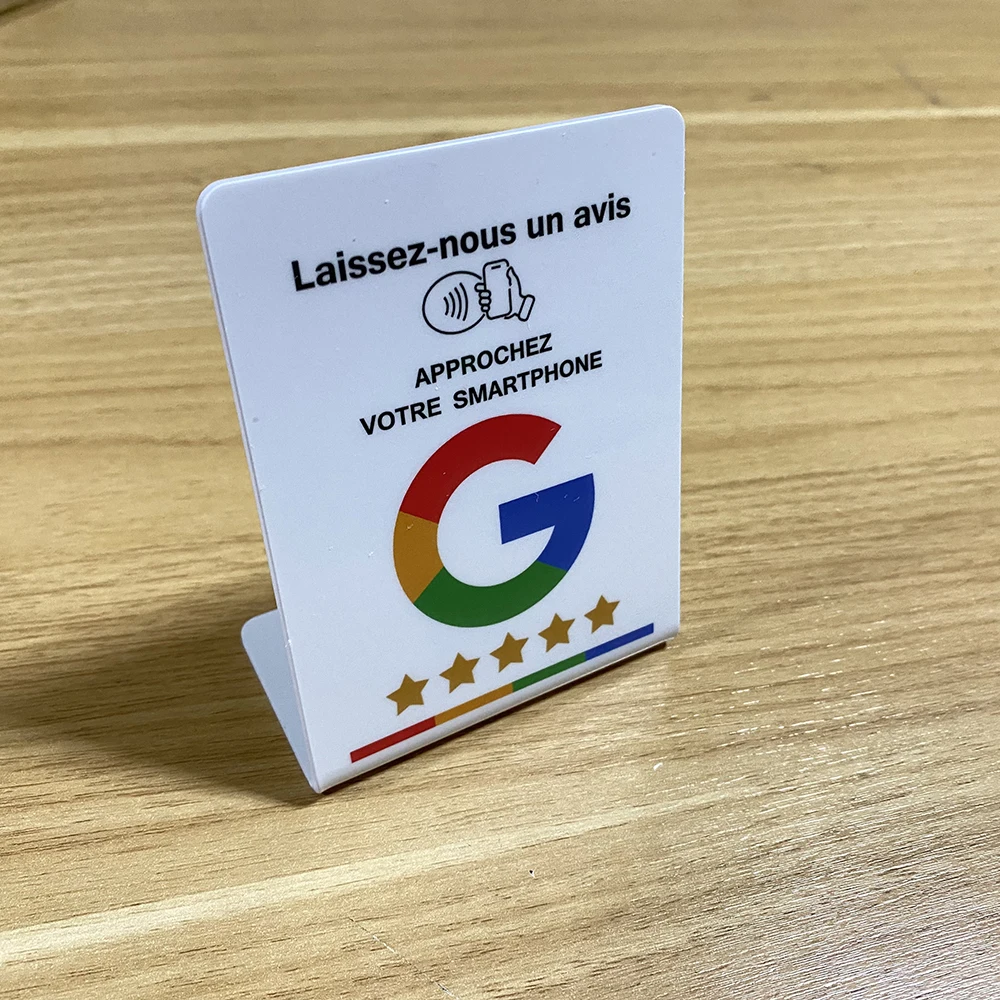 Laissez-nous un avis
APPROCHEZ
VOTRE SMARTPHONE
G